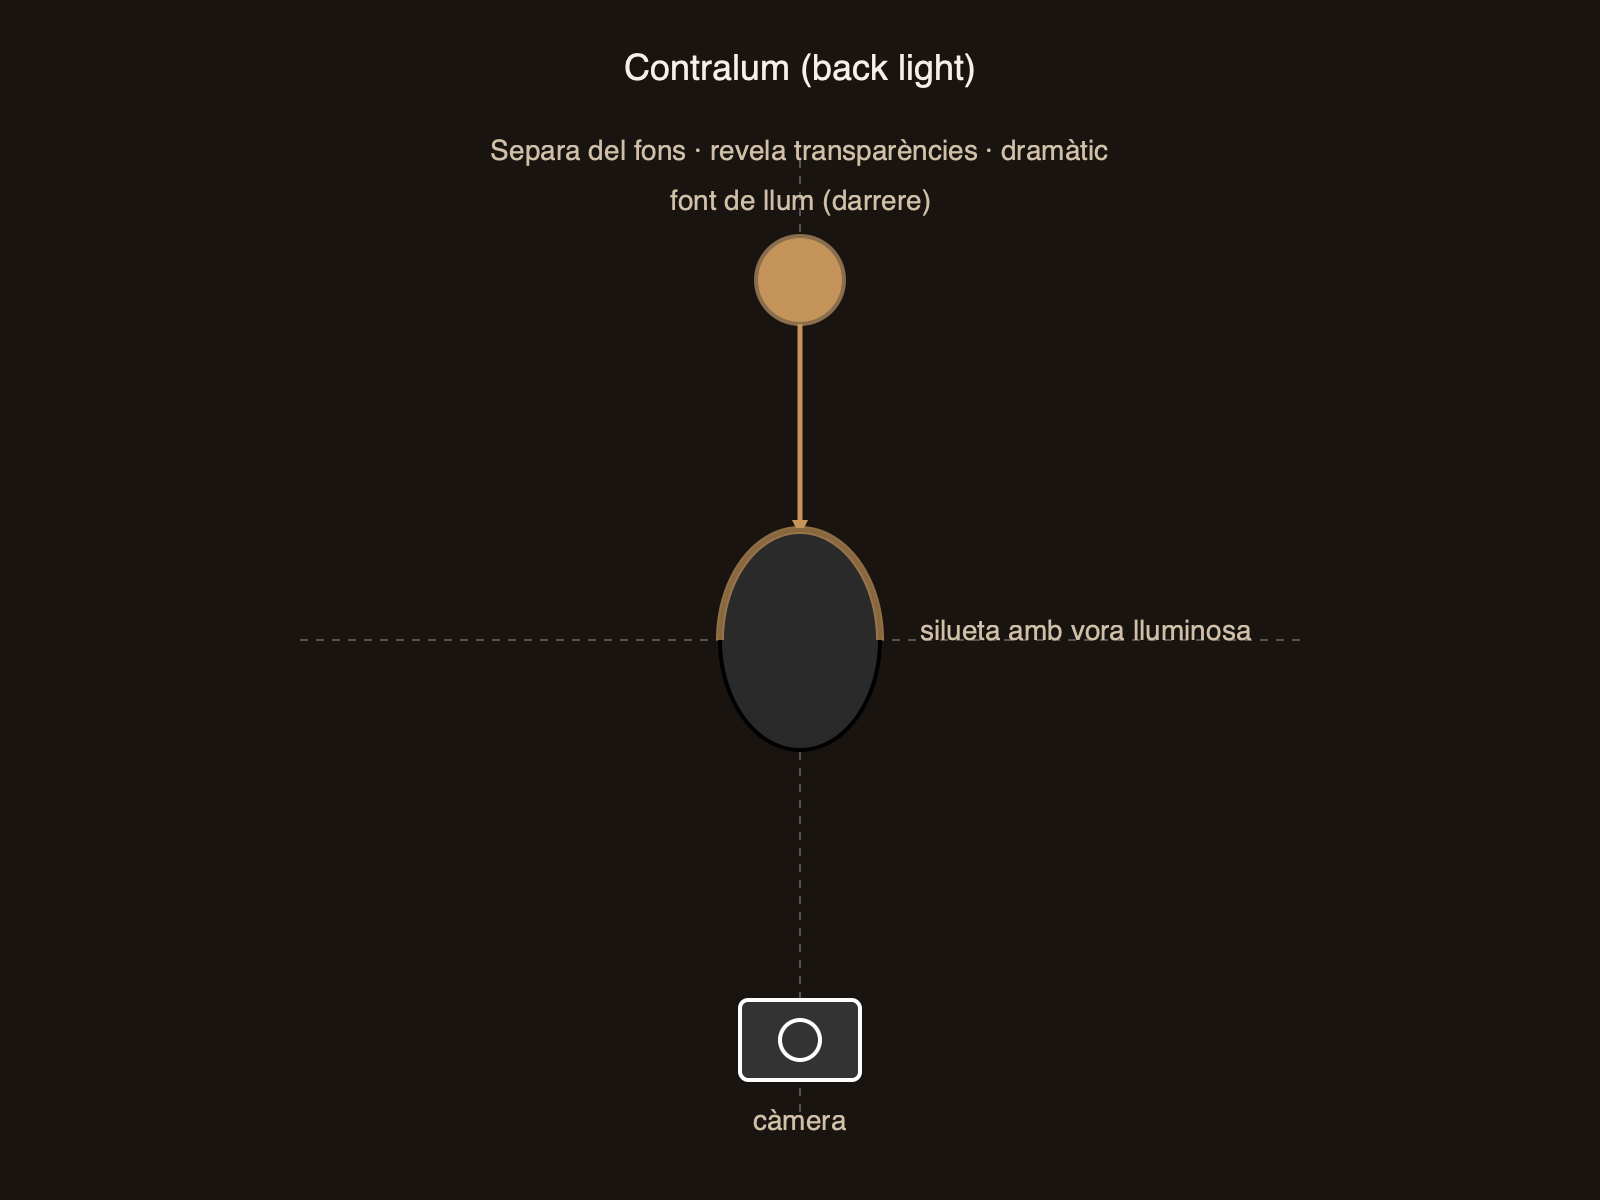 Contralum (back light)
Separa del fons · revela transparències · dramàtic
font de llum (darrere)
silueta amb vora lluminosa
càmera